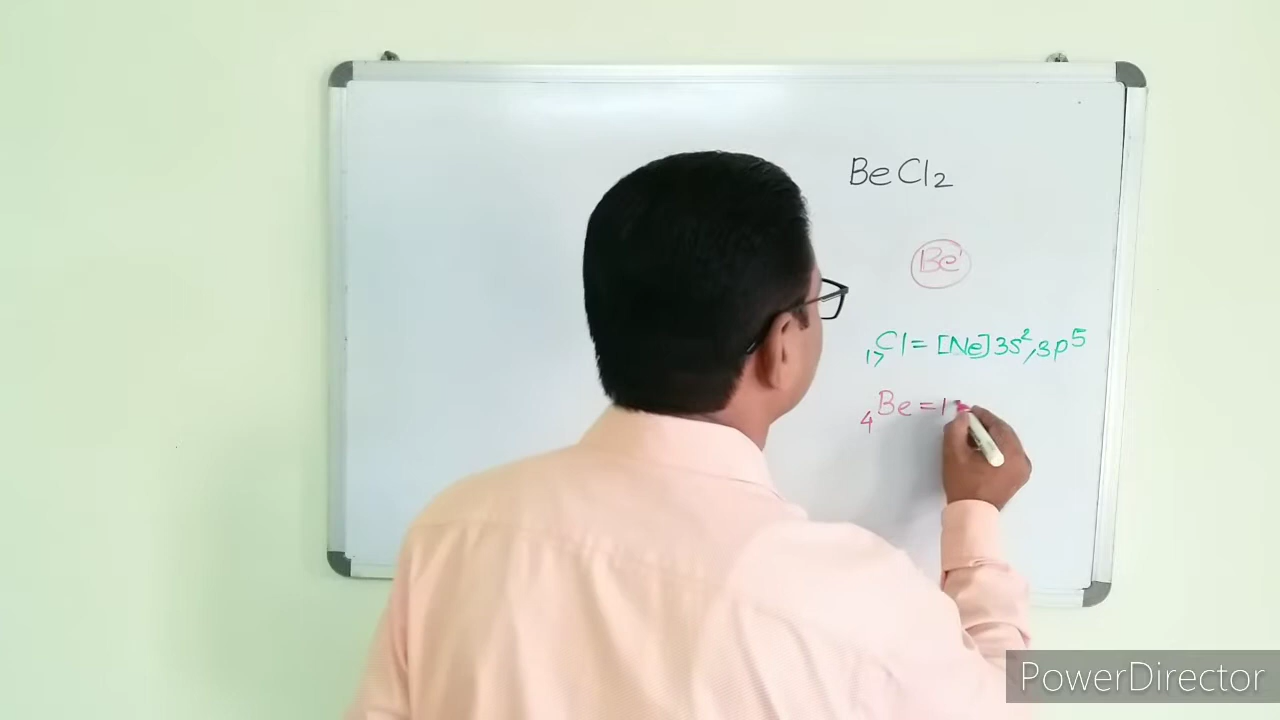 BeCl2
Be
17Cl = [Ne] 3s2, 3p5
4Be = 1
PowerDirector